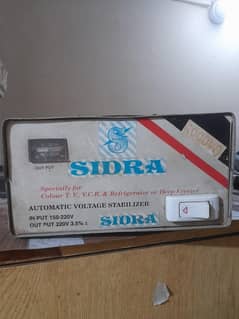 S
OUT PUT
SIDRA
Specially for
Colour T.V., V.C.R. & Refrigerator or Deep Freezer
AUTOMATIC VOLTAGE STABILIZER
IN PUT 150-220V
OUT PUT 220V 3.5% ±
SIDRA